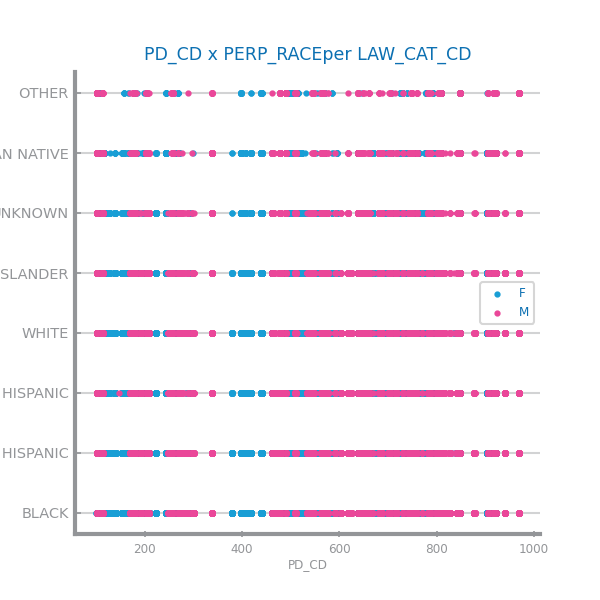 PD_CD x PERP_RACEper LAW_CAT_CD
OTHER
AN NATIVE
UNKNOWN
SLANDER
F
M
WHITE
HISPANIC
HISPANIC
BLACK
200 400 600 800 1000
PD_CD